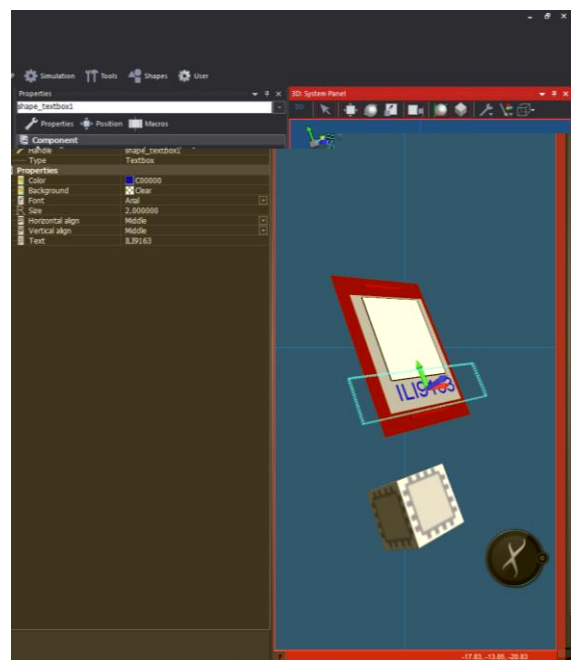 Simulation Tools Shapes User
Properties
3D: System Panel
shape_textbox1
Properties Position Macros
Component
Handle shape_textbox1
Type Textbox
Properties
Color C00000
Background Clear
Font Arial
Size 2.000000
Horizontal align Middle
Vertical align Middle
Text ILI9163
ILI9163
-17.83, -13.85, -20.83